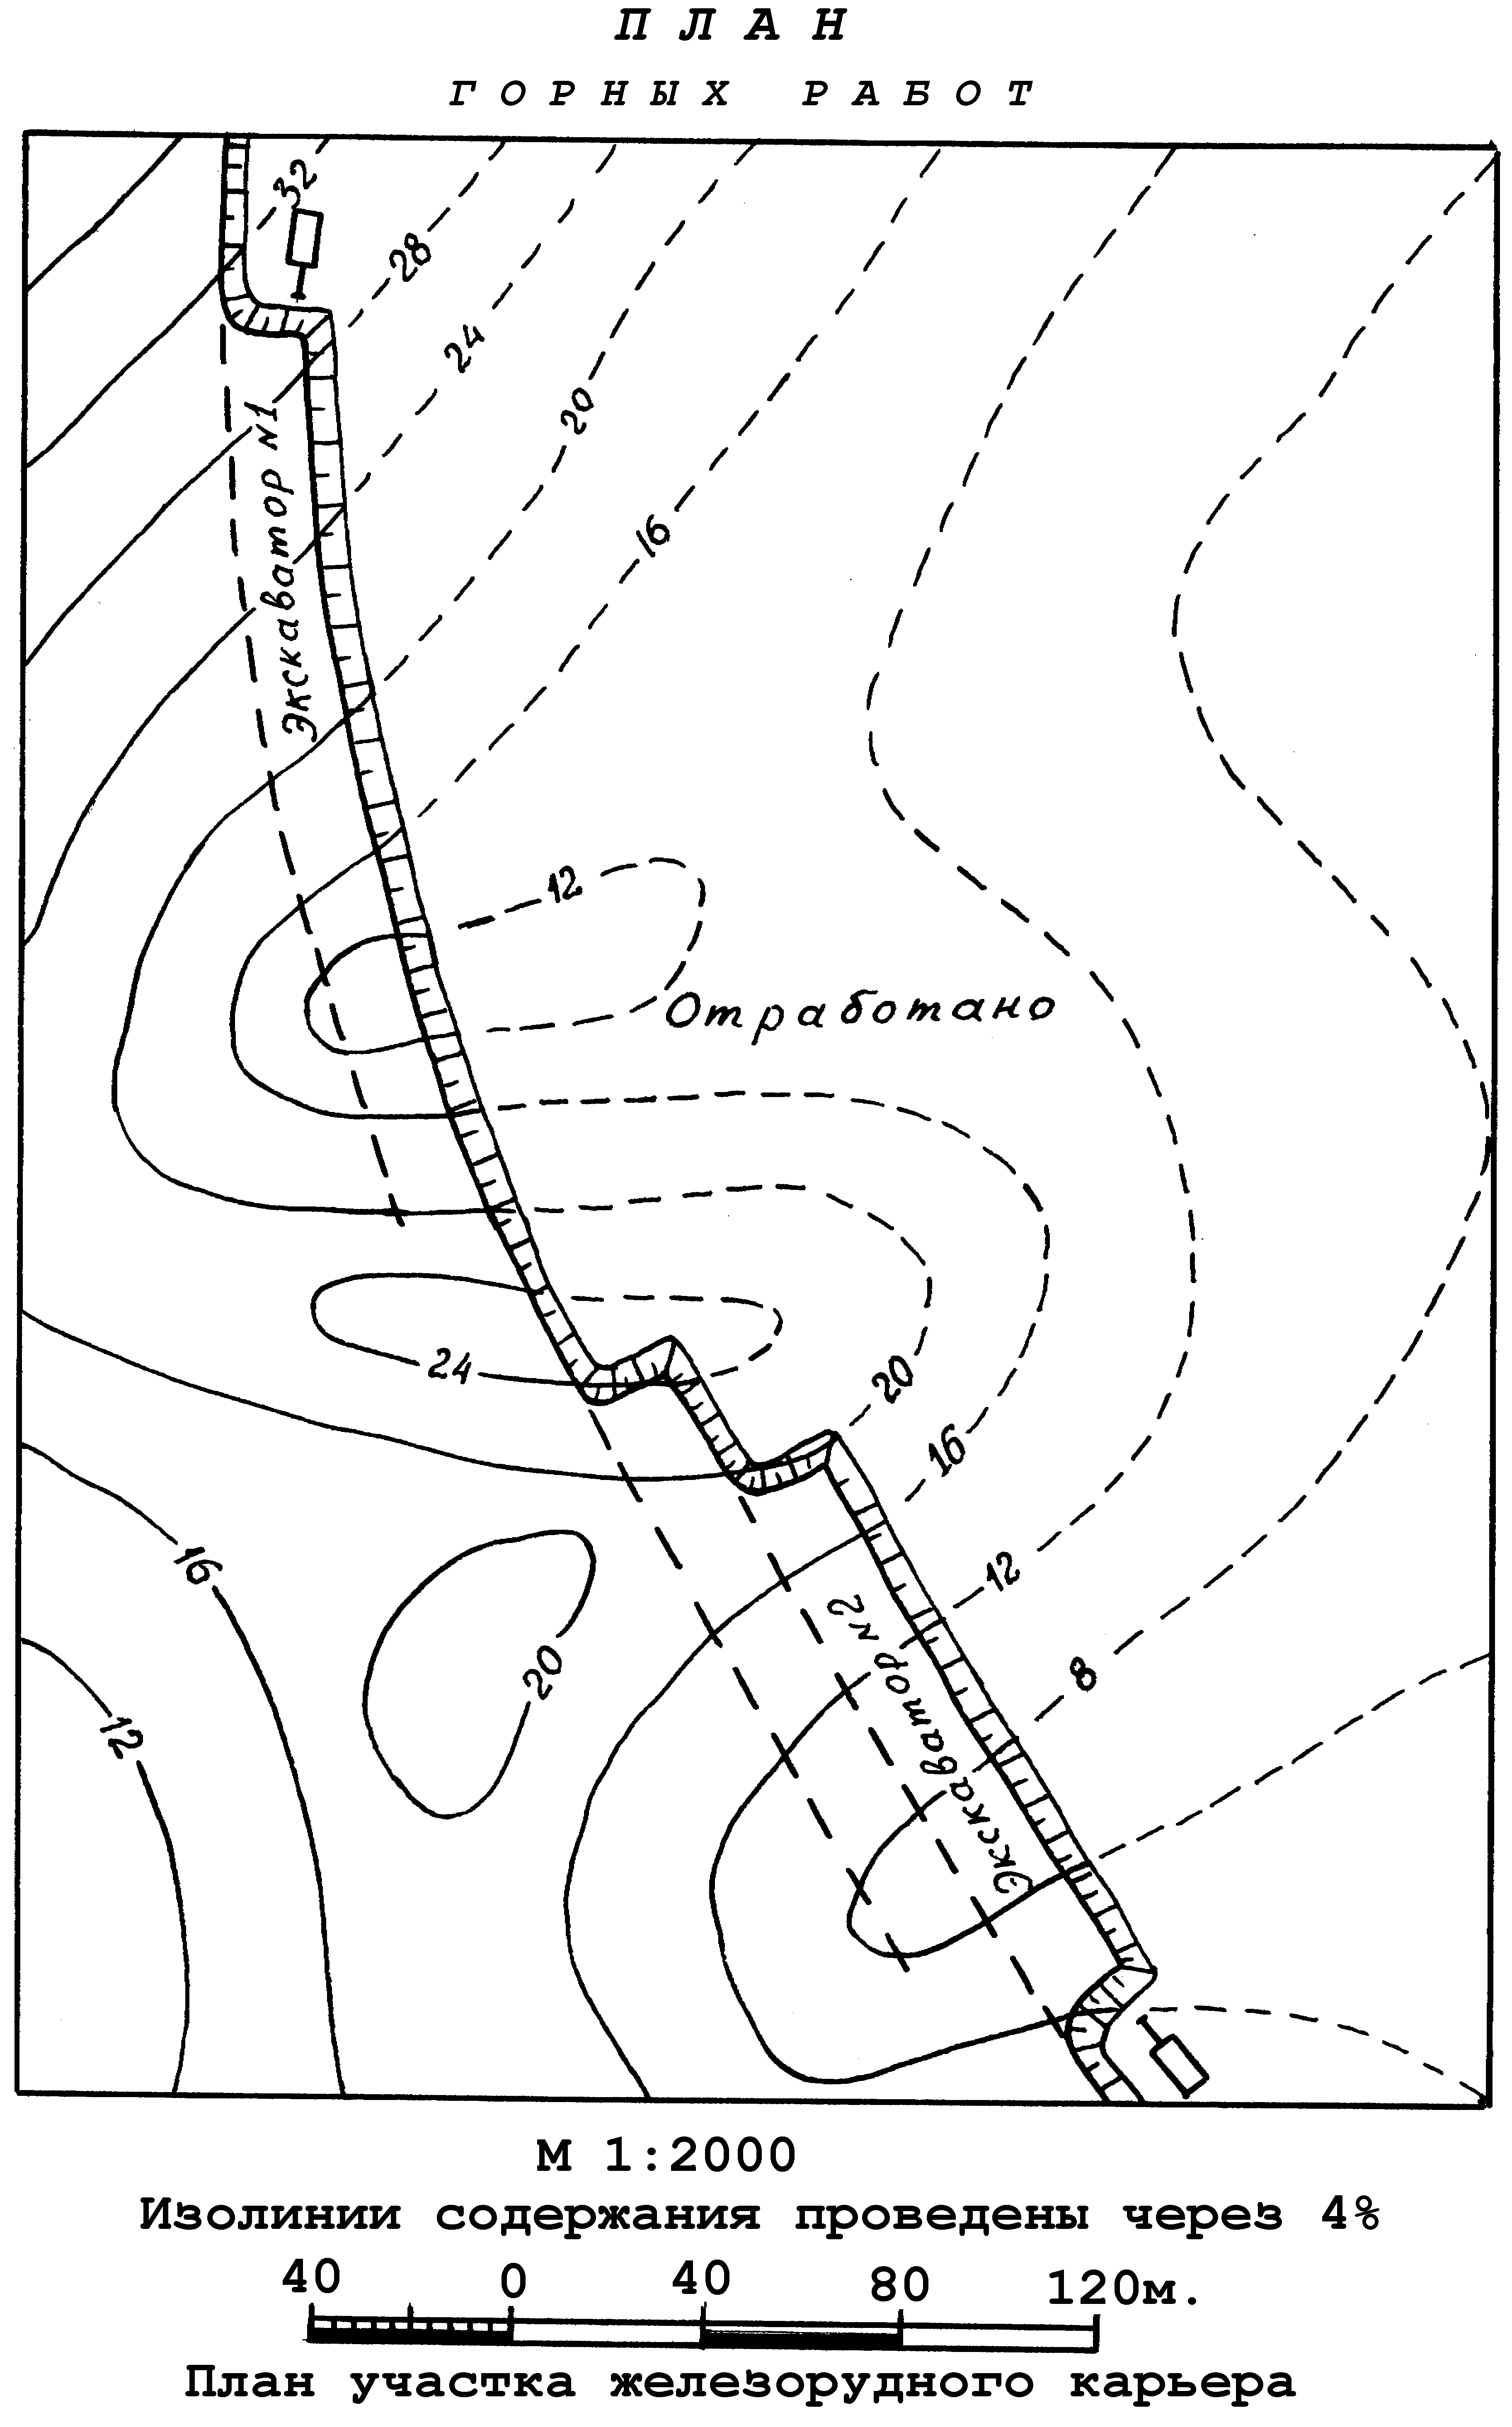 ПЛАН
ГОРНЫХ РАБОТ
32
28
24
20
16
Экскаватор №1
12
Отработано
24
20
16
16
12
20
8
12
Экскаватор №2
М 1:2000
Изолинии содержания проведены через 4%
40 0 40 80 120м.
План участка железорудного карьера